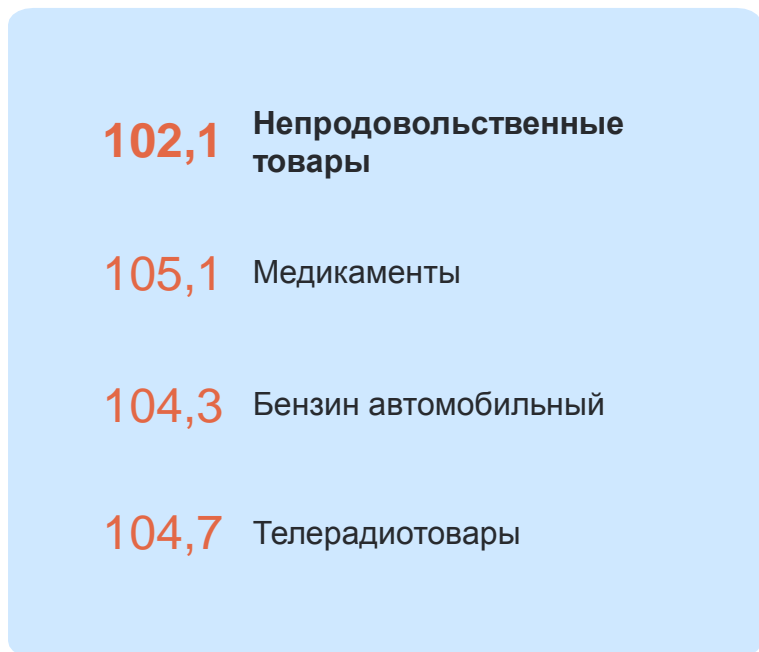 102,1 Непродовольственные
товары
105,1 Медикаменты
104,3 Бензин автомобильный
104,7 Телерадиотовары